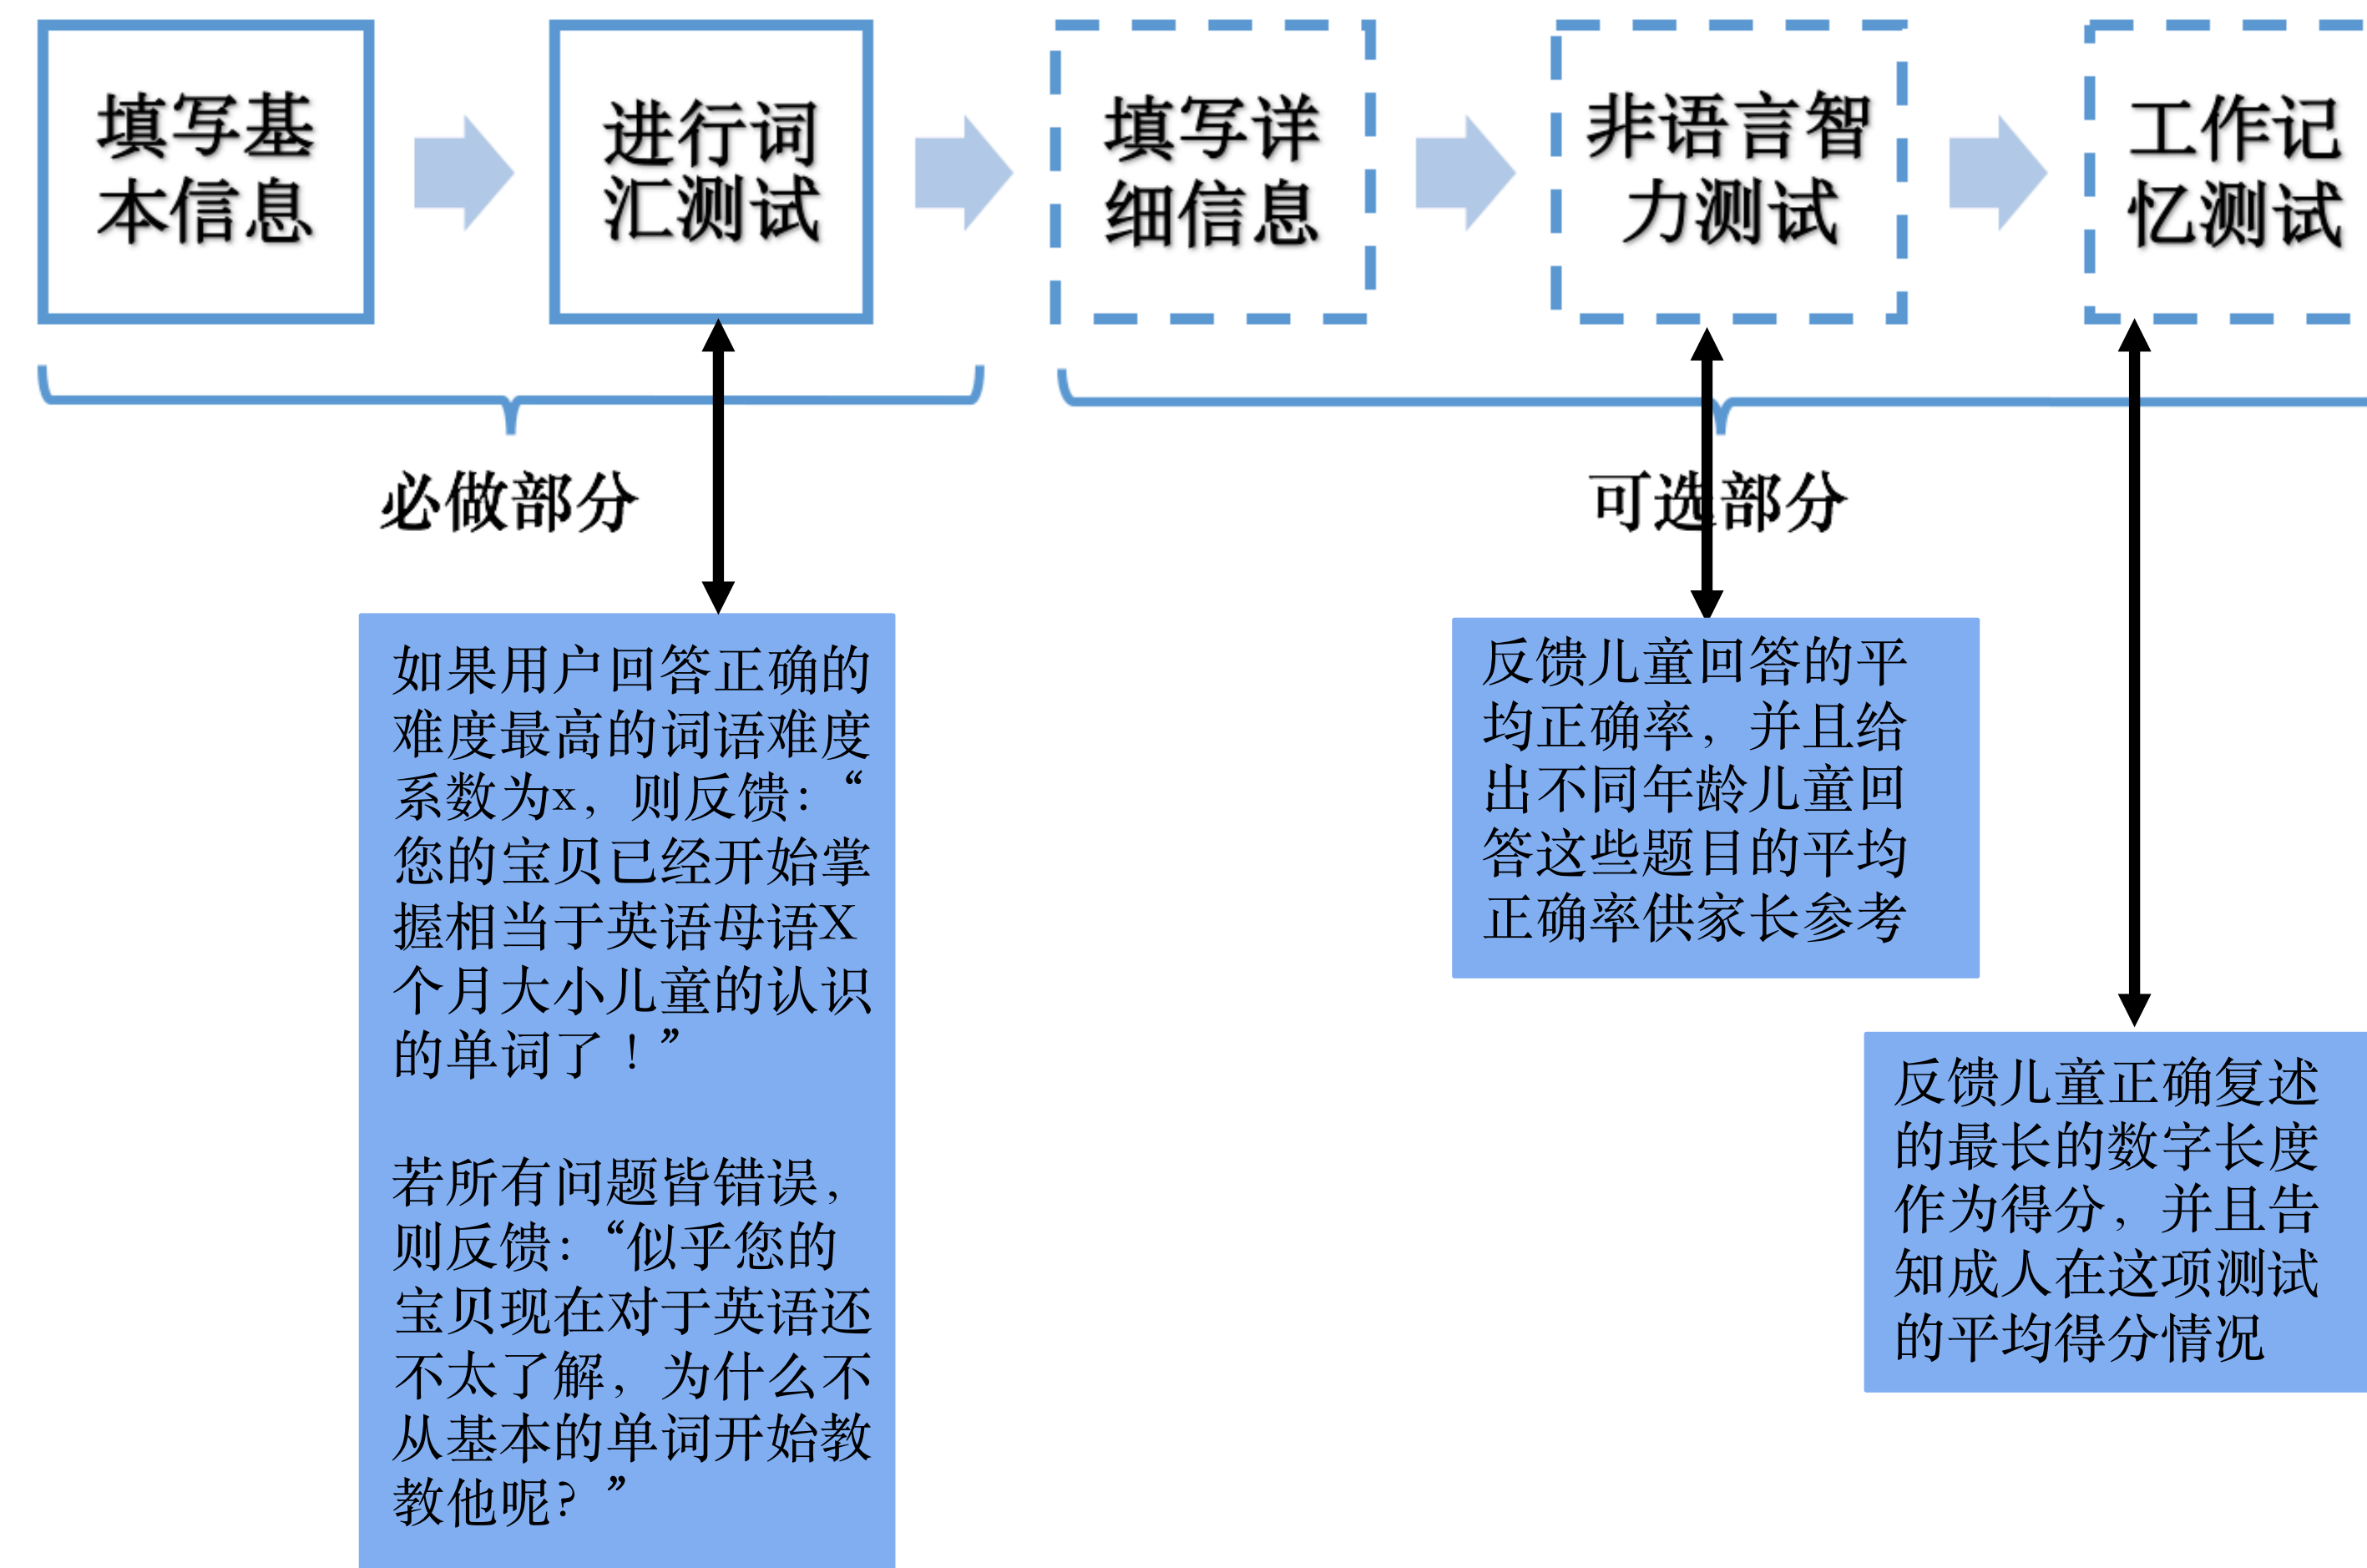 填写基
本信息
进行词
汇测试
填写详
细信息
非语言智
力测试
工作记
忆测试
必做部分
可选部分
如果用户回答正确的
难度最高的词语难度
系数为x，则反馈：“
您的宝贝已经开始掌
握相当于英语母语X
个月大小儿童的认识
的单词了！”
若所有问题皆错误，
则反馈：“似乎您的
宝贝现在对于英语还
不太了解，为什么不
从基本的单词开始教
教他呢？”
反馈儿童回答的平
均正确率，并且给
出不同年龄儿童回
答这些题目的平均
正确率供家长参考
反馈儿童正确复述
的最长的数字长度
作为得分，并且告
知成人在这项测试
的平均得分情况